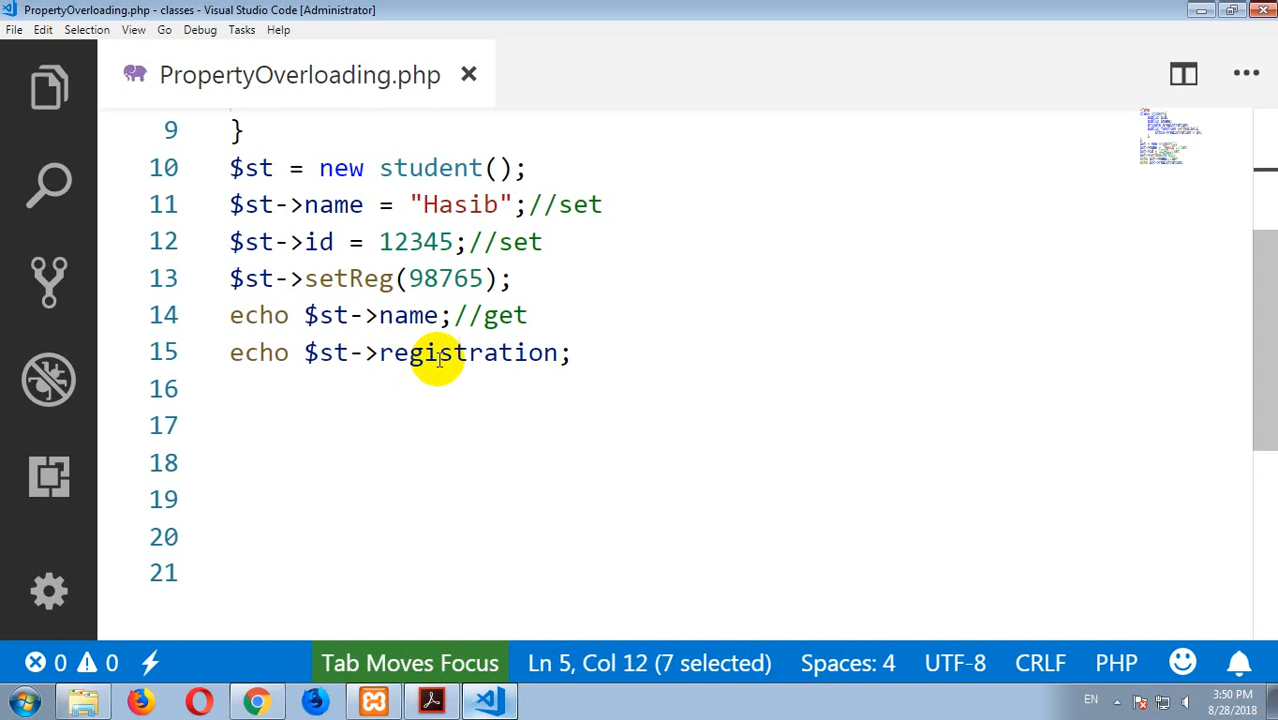 PropertyOverloading.php - classes - Visual Studio Code [Administrator]
File Edit Selection View Go Debug Tasks Help
PropertyOverloading.php
9 }
10 $st = new student();
11 $st->name = "Hasib";//set
12 $st->id = 12345;//set
13 $st->setReg(98765);
14 echo $st->name;//get
15 echo $st->registration;
16
17
18
19
20
21
0 0 Tab Moves Focus Ln 5, Col 12 (7 selected) Spaces: 4 UTF-8 CRLF PHP
EN 3:50 PM
8/28/2018